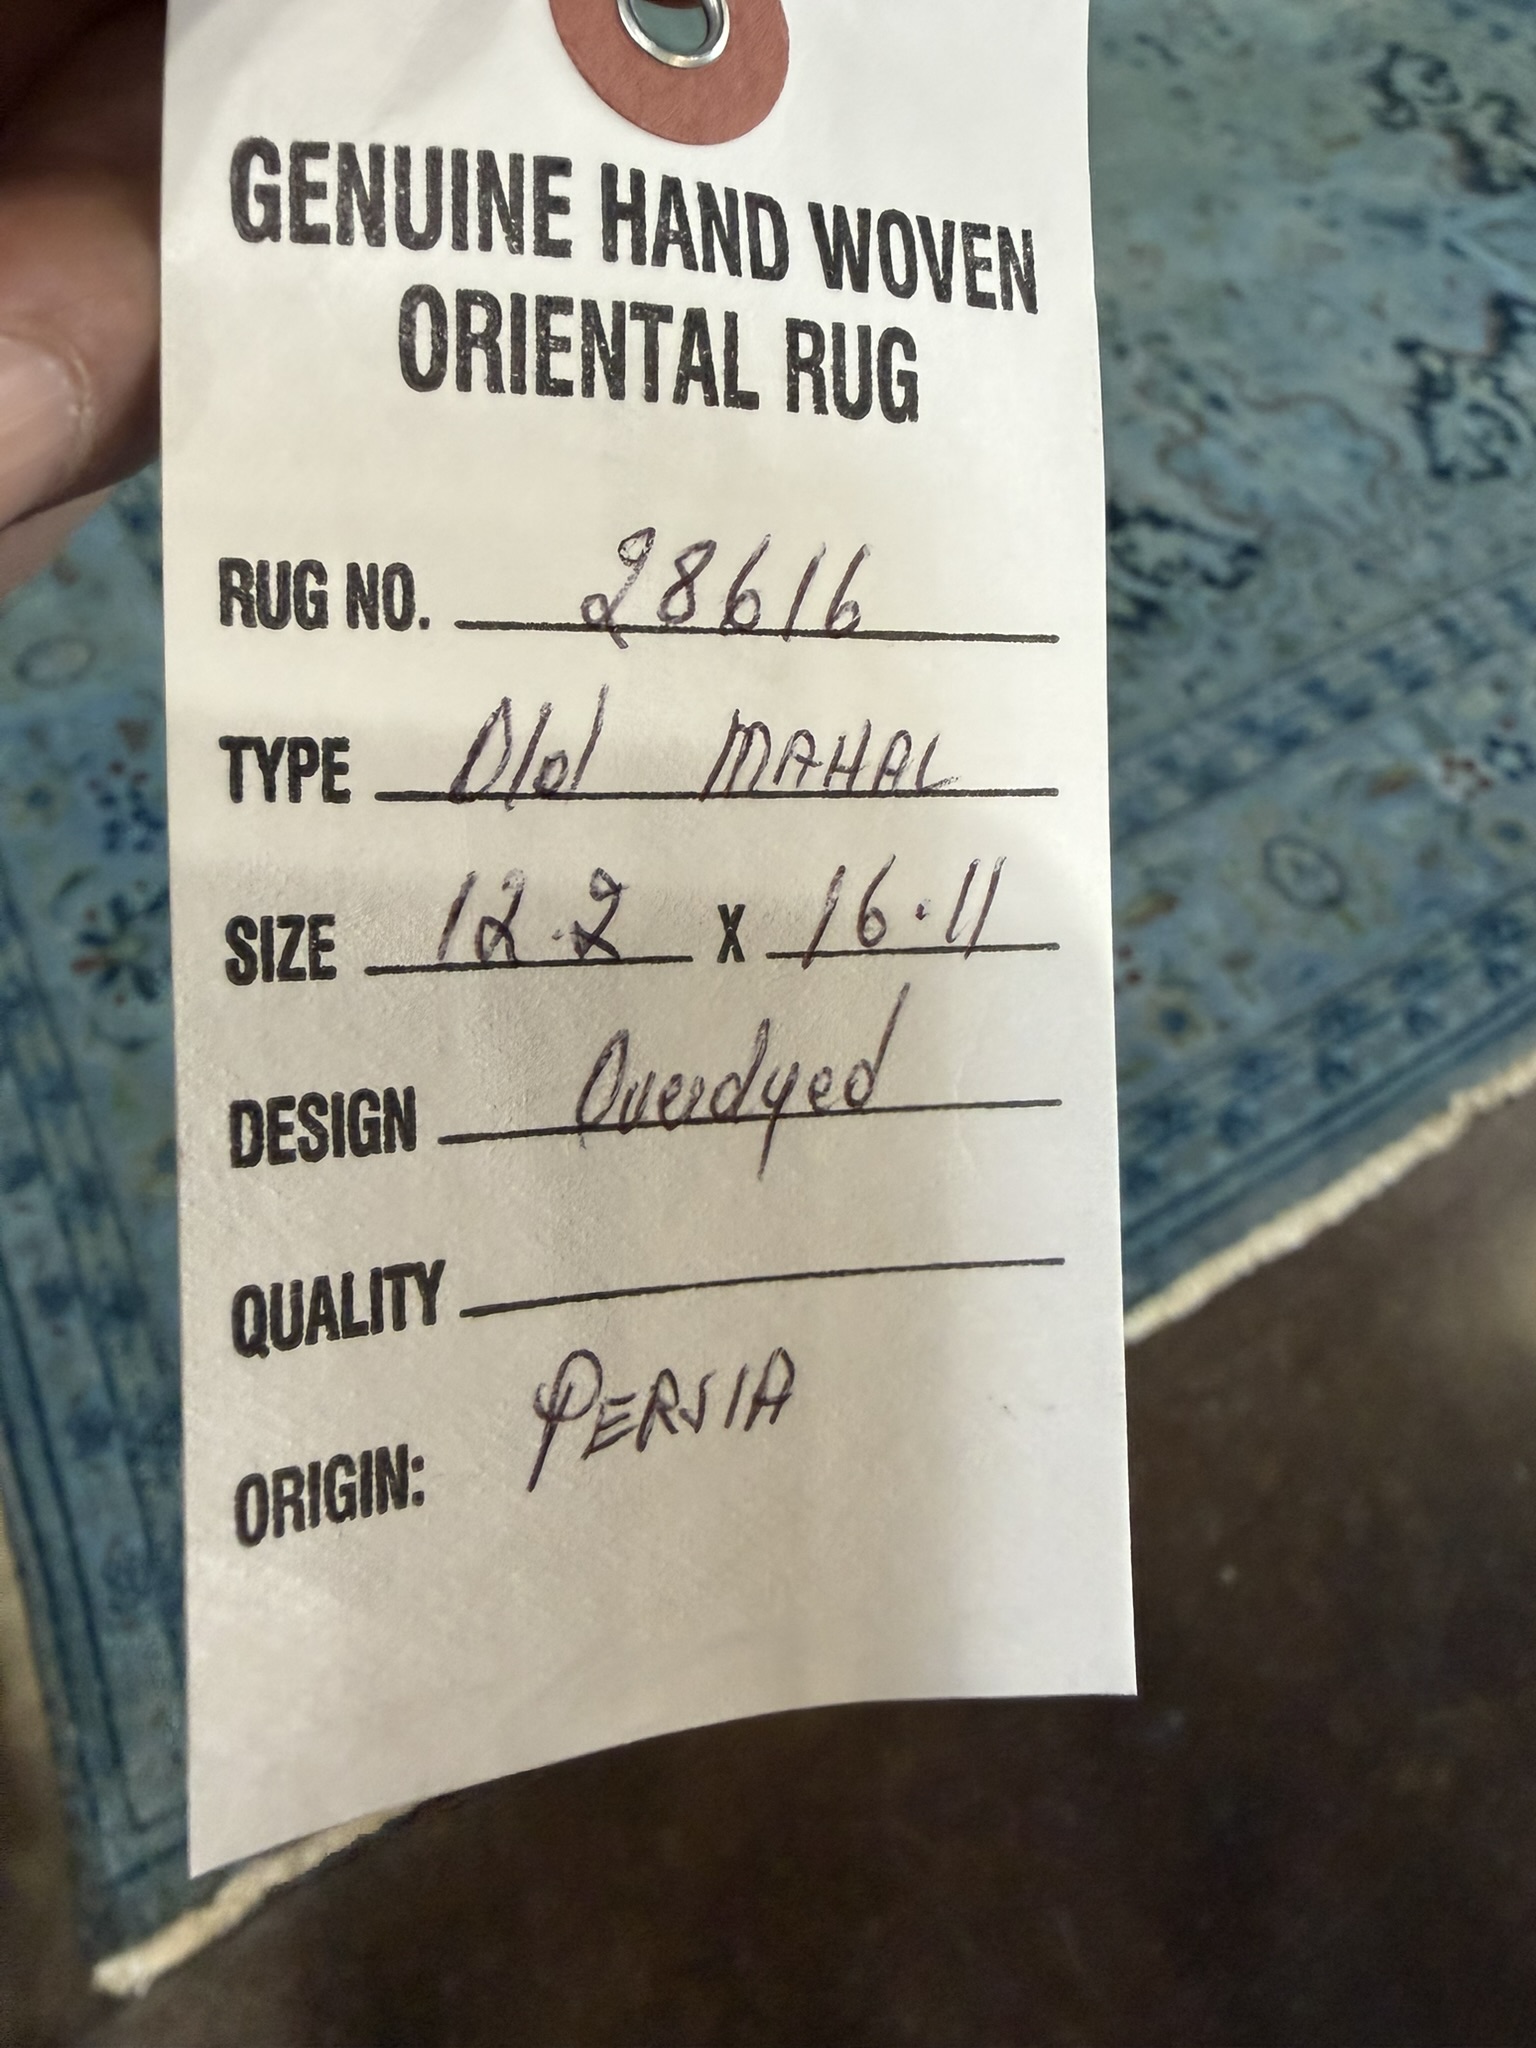 GENUINE HAND WOVEN
ORIENTAL RUG
RUG NO. 28616
TYPE Old MAHAL
SIZE 12.2 X 16.11
DESIGN Overdyed
QUALITY
ORIGIN: PERSIA